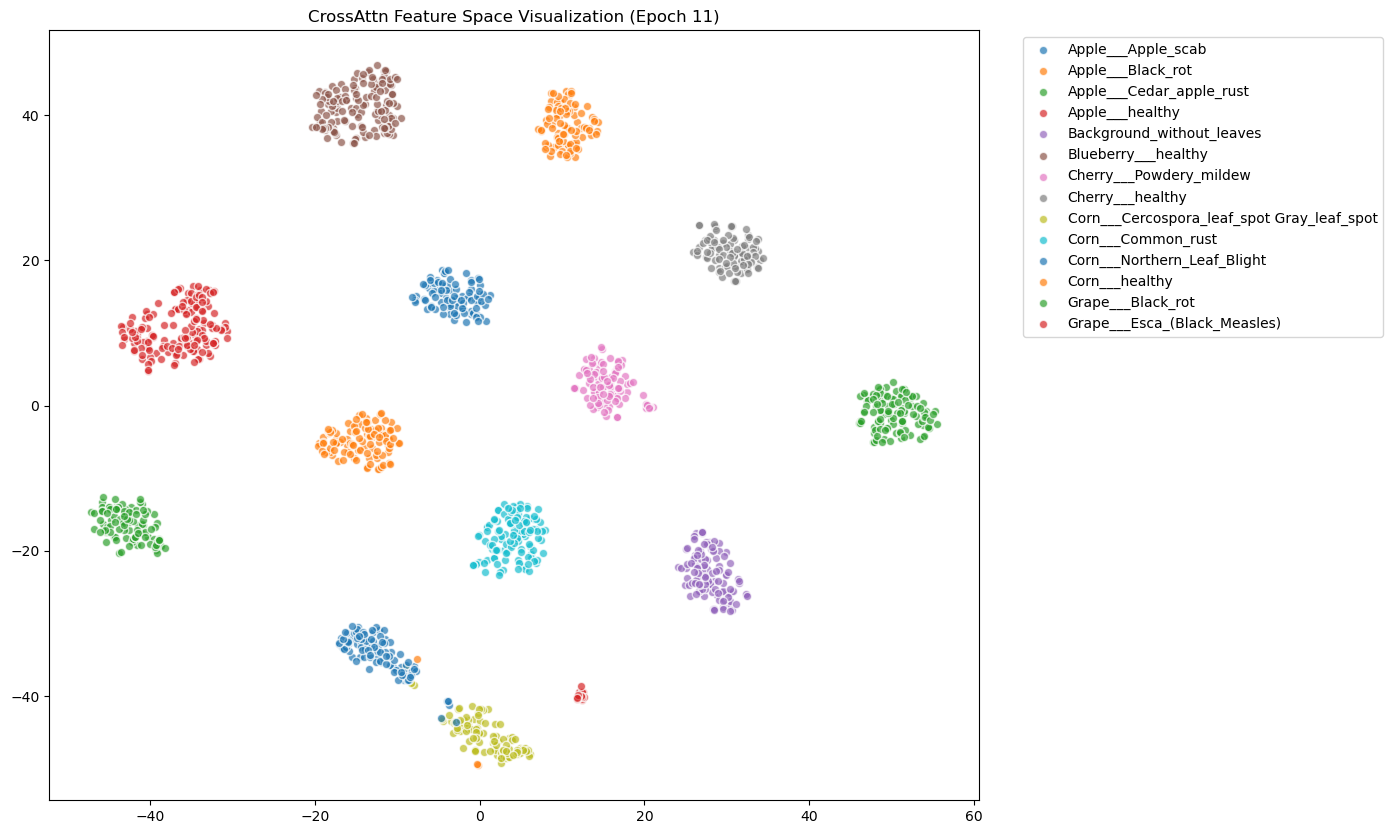 CrossAttn Feature Space Visualization (Epoch 11)
40
20
0
−20
−40
−40
−20
0
20
40
60
Apple___Apple_scab
Apple___Black_rot
Apple___Cedar_apple_rust
Apple___healthy
Background_without_leaves
Blueberry___healthy
Cherry___Powdery_mildew
Cherry___healthy
Corn___Cercospora_leaf_spot Gray_leaf_spot
Corn___Common_rust
Corn___Northern_Leaf_Blight
Corn___healthy
Grape___Black_rot
Grape___Esca_(Black_Measles)